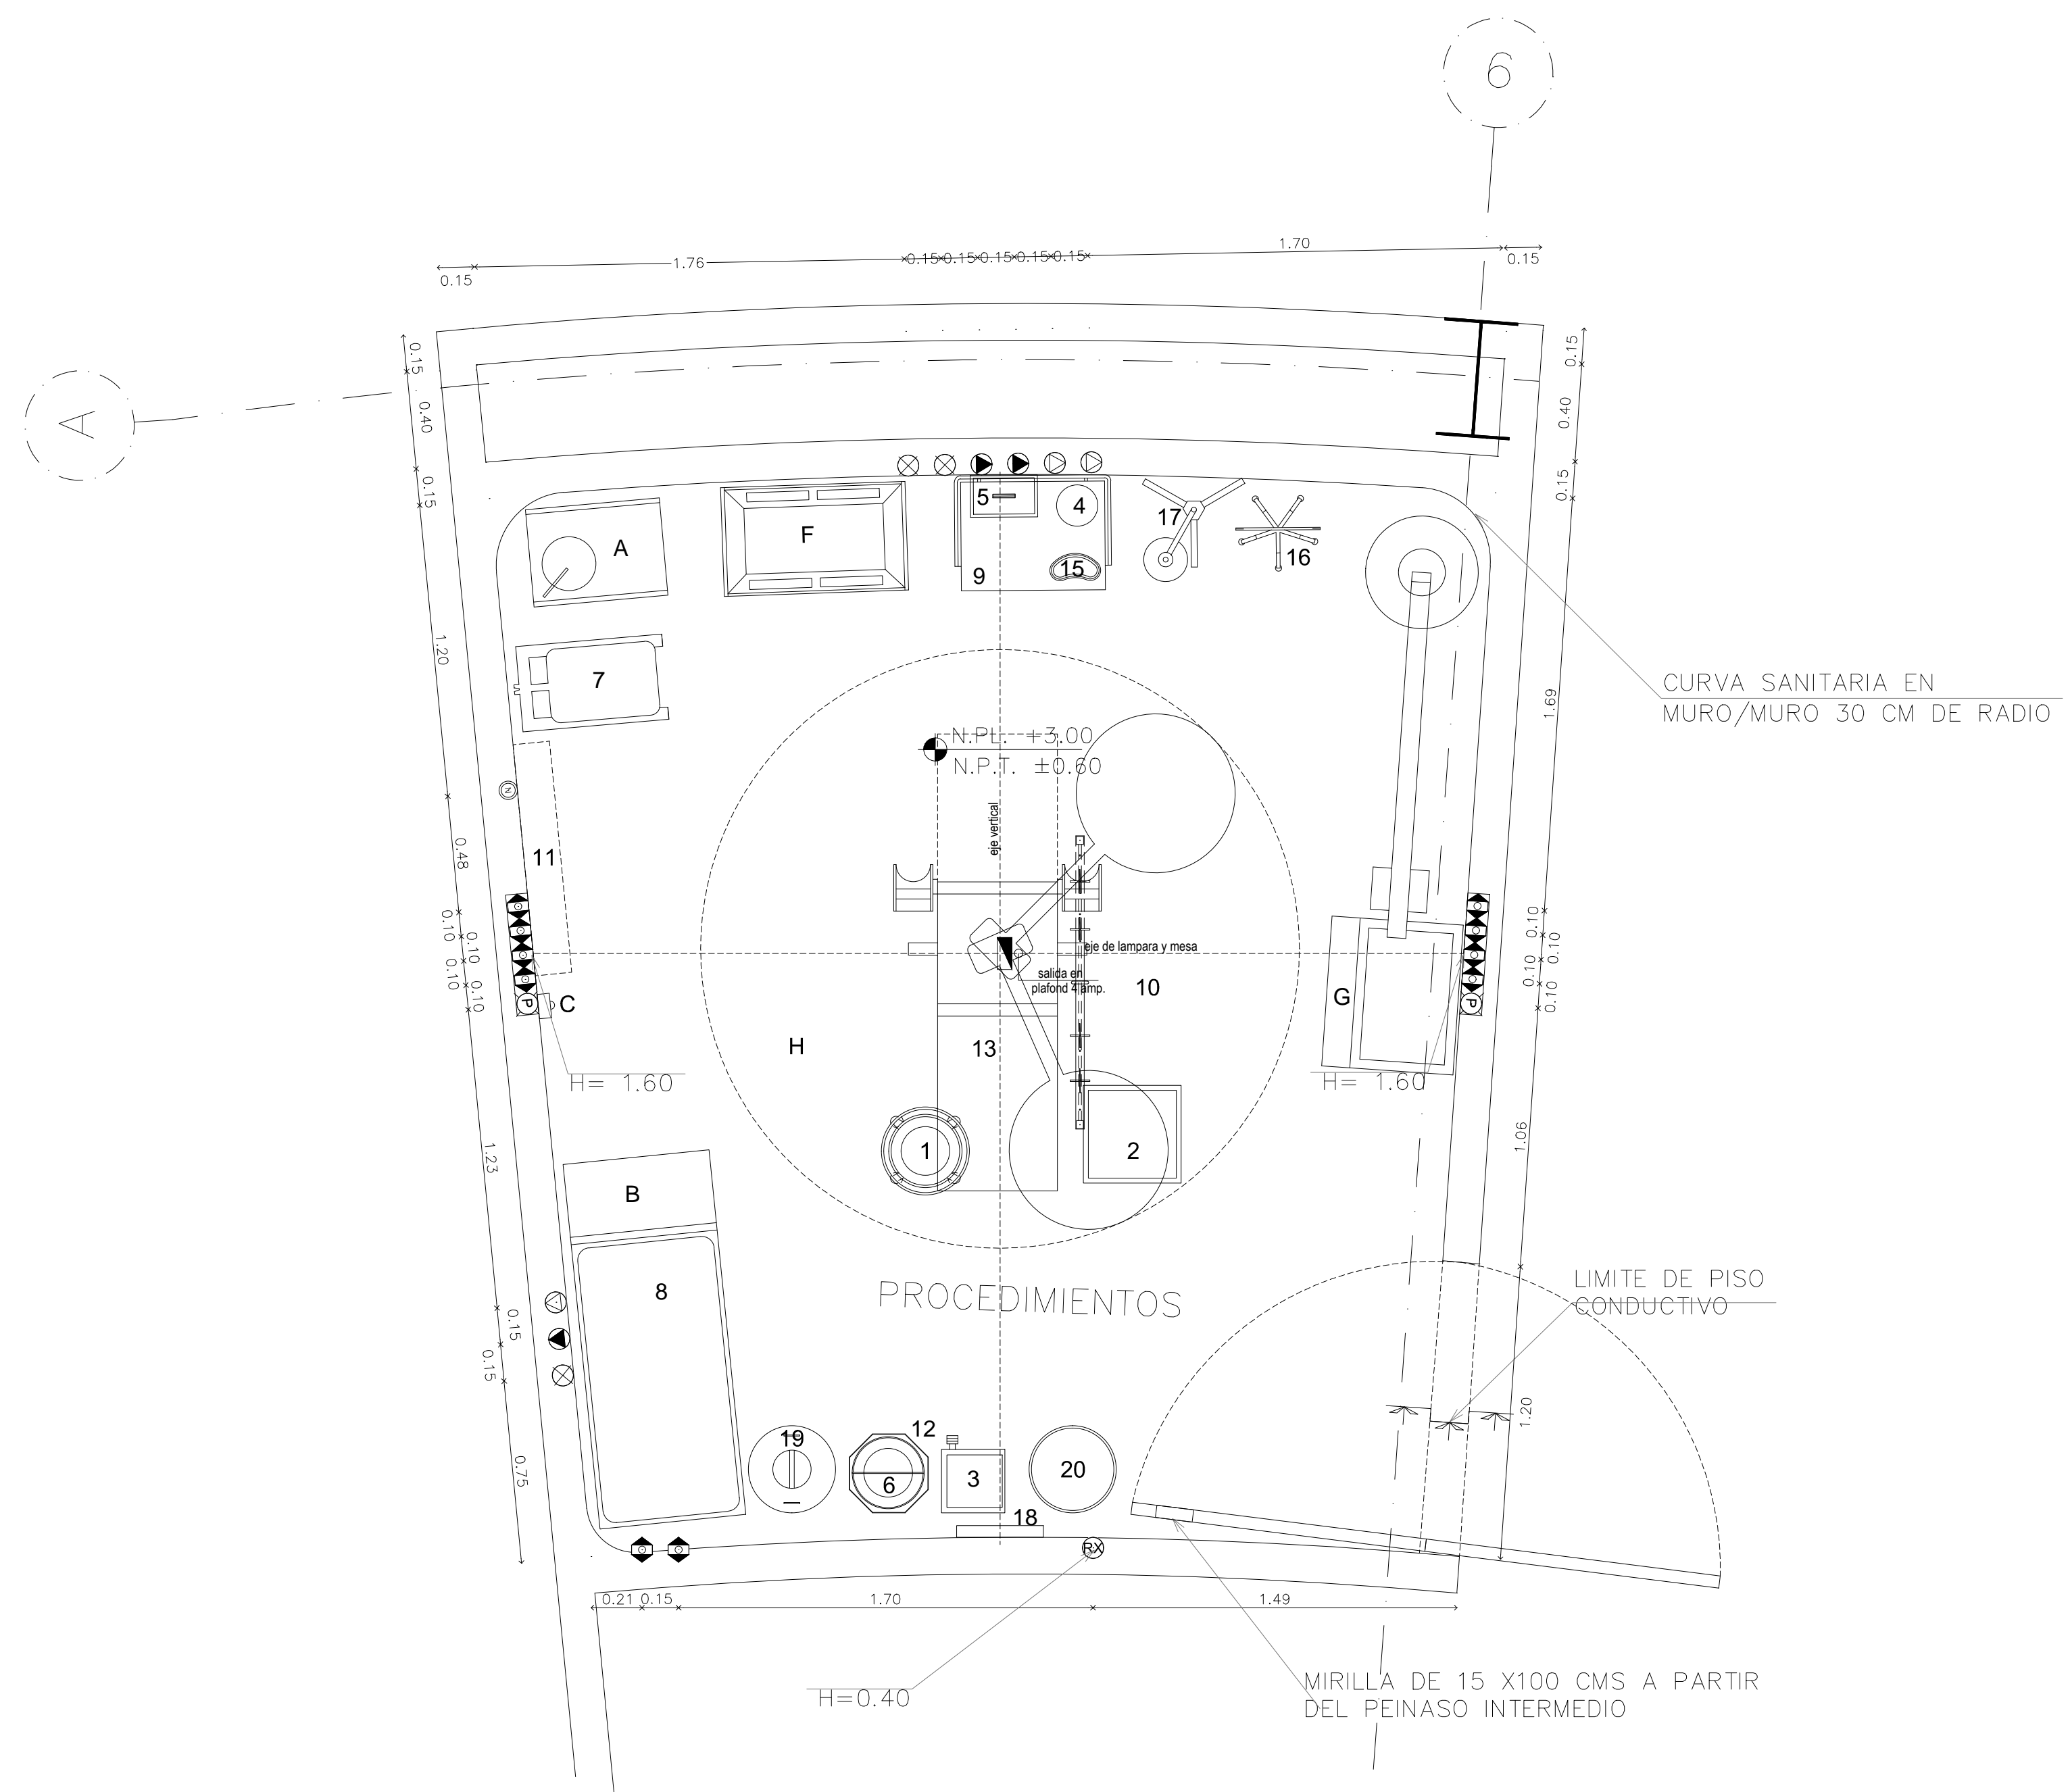 6
1.70
1.76
0.15
0.15
0.15
0.15
0.15
0.15
0.15
A
0.15
0.40
0.15
1.20
0.48
0.10
0.10
0.10
0.10
1.23
0.15
0.15
0.75
0.15
0.40
0.15
1.69
0.10
0.10
0.10
0.10
1.06
1.20
A
F
5
4
9
15
17
16
7
CURVA SANITARIA EN
MURO/MURO 30 CM DE RADIO
N.PL. +3.00
N.P.T. ±0.60
eje vertical
N
11
eje de lampara y mesa
salida en
plafond 4 amp.
10
P
C
G
P
H
13
H= 1.60
H= 1.60
1
2
B
8
PROCEDIMIENTOS
LIMITE DE PISO
CONDUCTIVO
19
12
6
3
20
18
RX
0.21
0.15
1.70
1.49
H=0.40
MIRILLA DE 15 X100 CMS A PARTIR
DEL PEINASO INTERMEDIO